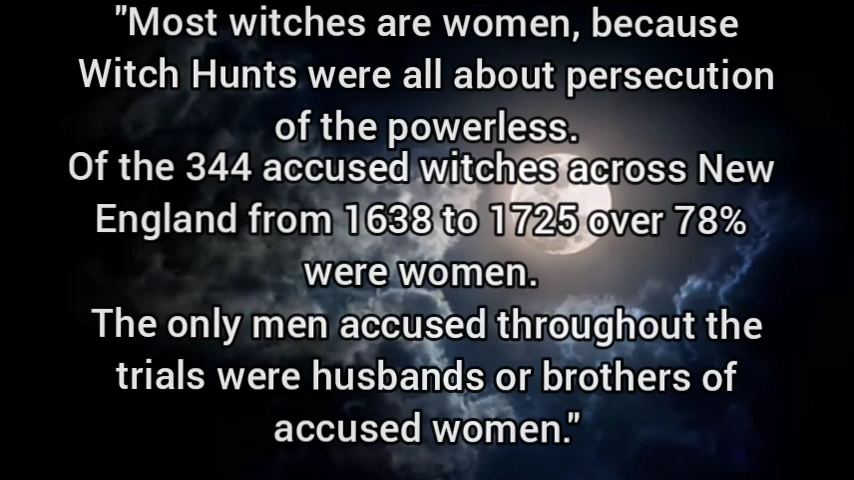 "Most witches are women, because
Witch Hunts were all about persecution
of the powerless.
Of the 344 accused witches across New
England from 1638 to 1725 over 78%
were women.
The only men accused throughout the
trials were husbands or brothers of
accused women."